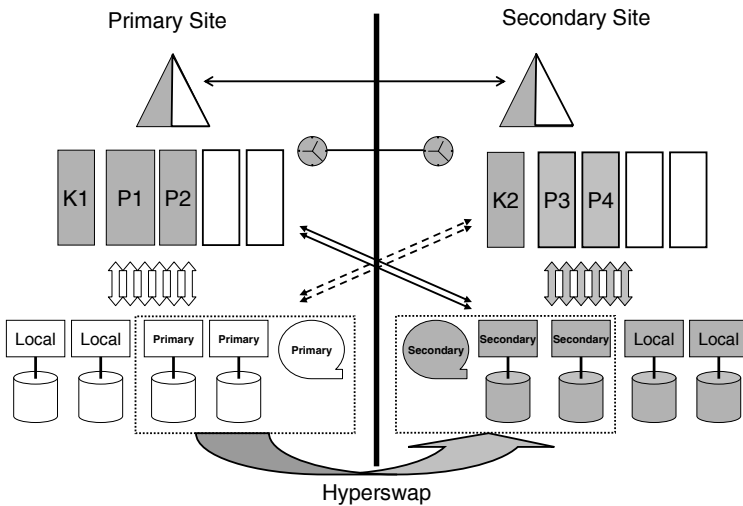 Primary Site
Secondary Site
K1
P1
P2
K2
P3
P4
Local
Local
Primary
Primary
Primary
Secondary
Secondary
Secondary
Local
Local
Hyperswap